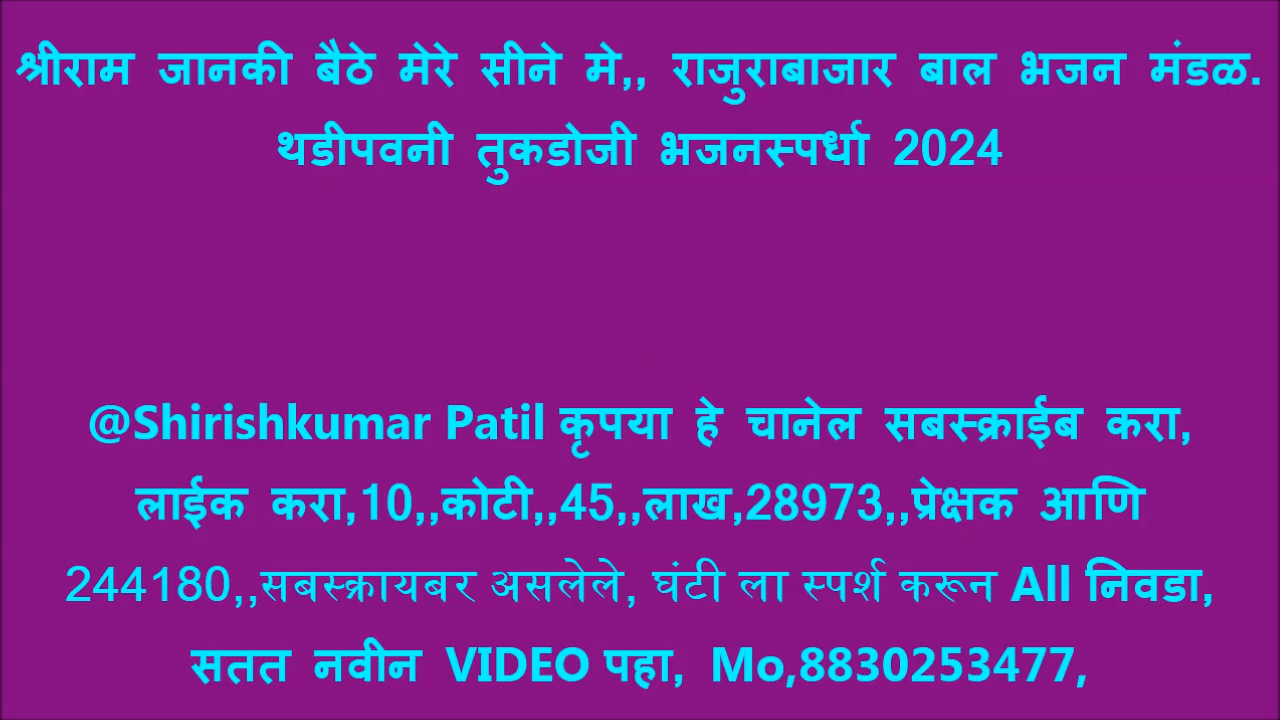 श्रीराम जानकी बैठे मेरे सीने मे,, राजुराबाजार बाल भजन मंडळ.
थडीपवनी तुकडोजी भजनस्पर्धा 2024
@Shirishkumar Patil कृपया हे चानेल सबस्क्राईब करा,
लाईक करा,10,,कोटी,,45,,लाख,28973,,प्रेक्षक आणि
244180,,सबस्क्रायबर असलेले, घंटी ला स्पर्श करून All निवडा,
सतत नवीन VIDEO पहा, Mo,8830253477,